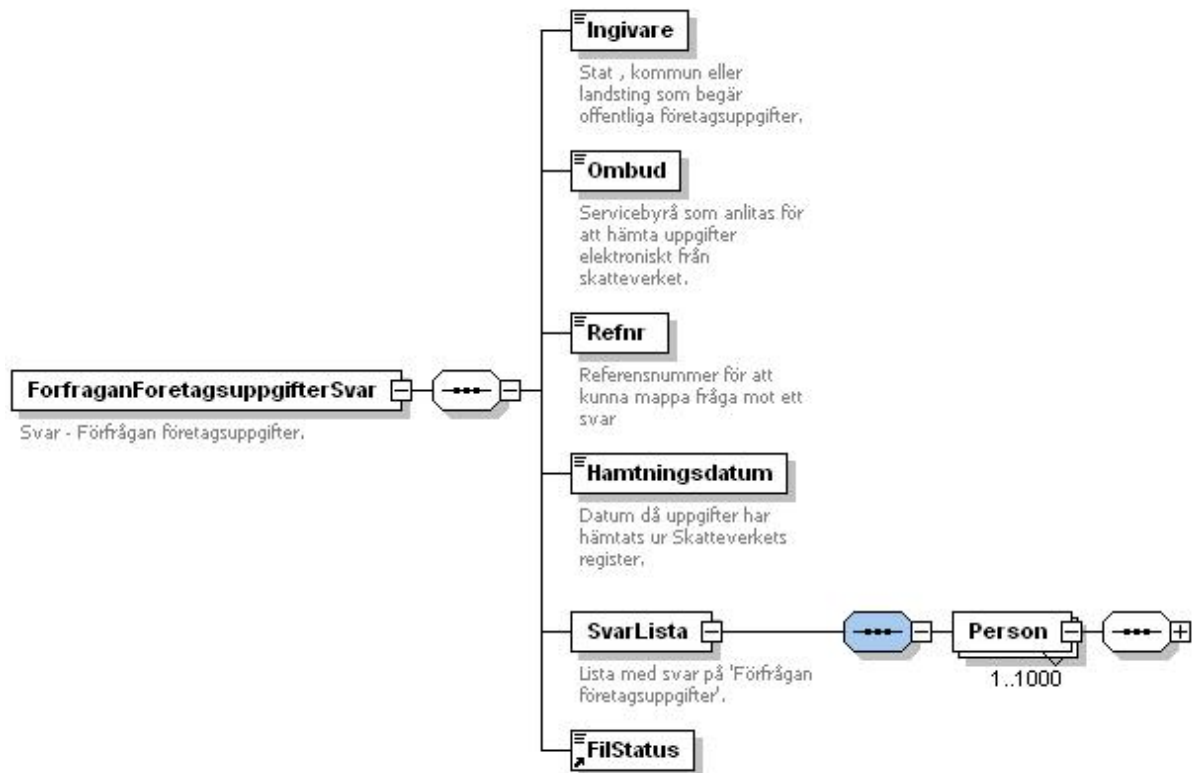 Ingivare
Stat , kommun eller
landsting som begär
offentliga företagsuppgifter.
Ombud
Servicebyrå som anlitas för
att hämta uppgifter
elektroniskt från
skatteverket.
Refnr
Referensnummer för att
kunna mappa fråga mot ett
svar
ForfraganForetagsuppgifterSvar
Svar - Förfrågan företagsuppgifter.
Hamtningsdatum
Datum då uppgifter har
hämtats ur Skatteverkets
register.
SvarLista
Lista med svar på 'Förfrågan
företagsuppgifter'.
Person
1..1000
FilStatus